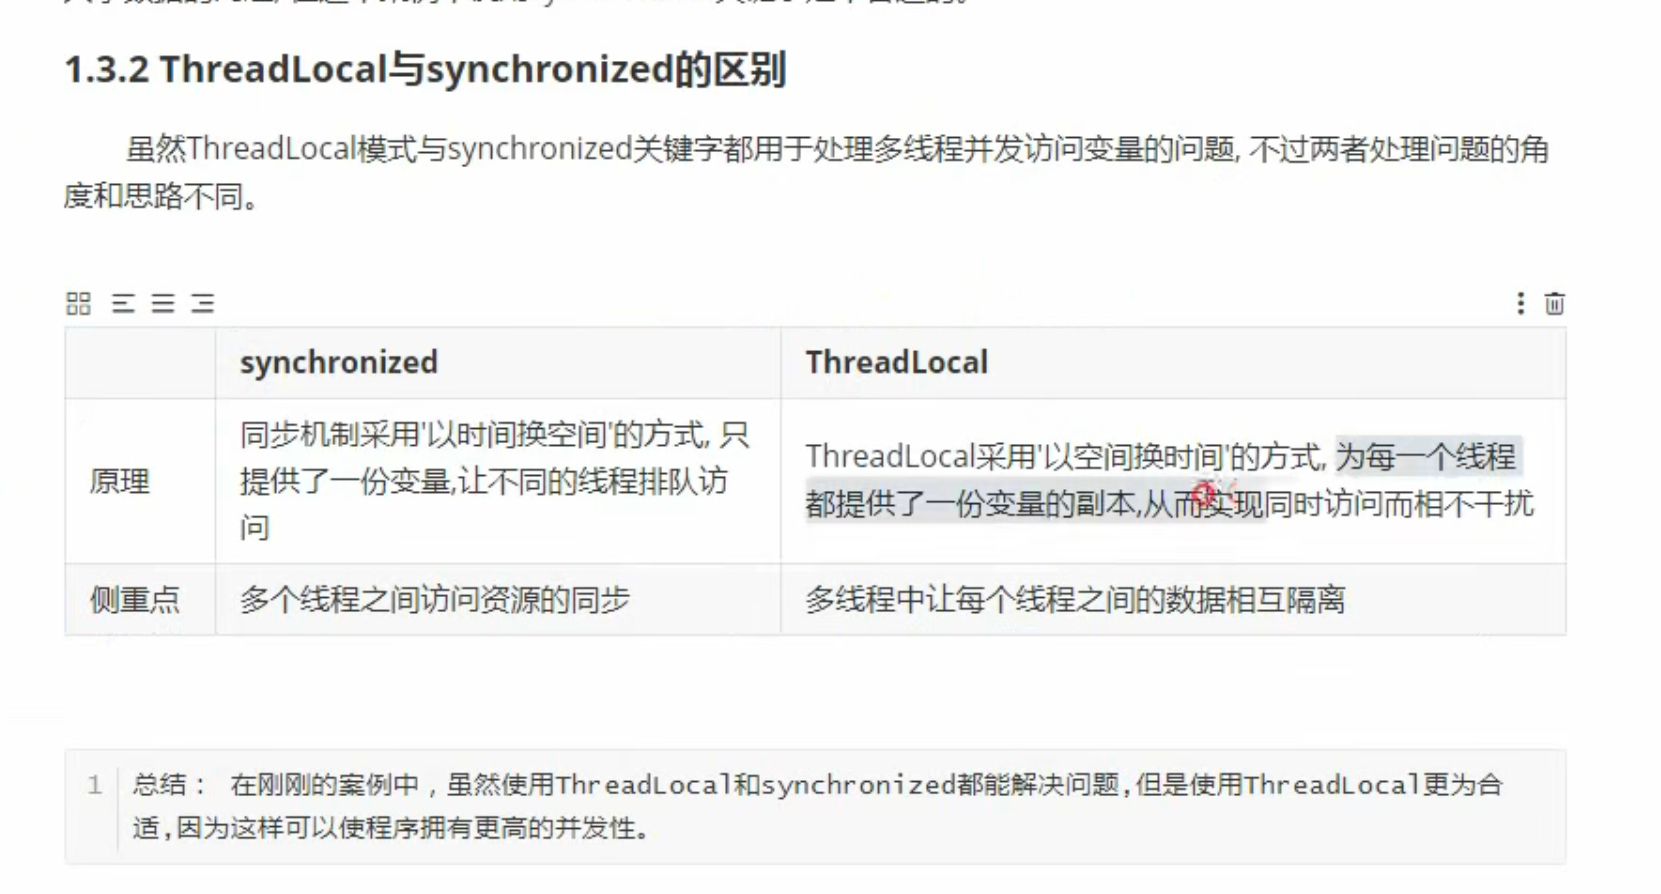 1.3.2 ThreadLocal与synchronized的区别
虽然ThreadLocal模式与synchronized关键字都用于处理多线程并发访问变量的问题, 不过两者处理问题的角
度和思路不同。
synchronized
ThreadLocal
原理
同步机制采用'以时间换空间'的方式, 只
提供了一份变量,让不同的线程排队访
问
ThreadLocal采用'以空间换时间'的方式, 为每一个线程
都提供了一份变量的副本,从而实现同时访问而相不干扰
侧重点
多个线程之间访问资源的同步
多线程中让每个线程之间的数据相互隔离
1
总结： 在刚刚的案例中，虽然使用ThreadLocal和synchronized都能解决问题,但是使用ThreadLocal更为合
适,因为这样可以使程序拥有更高的并发性。